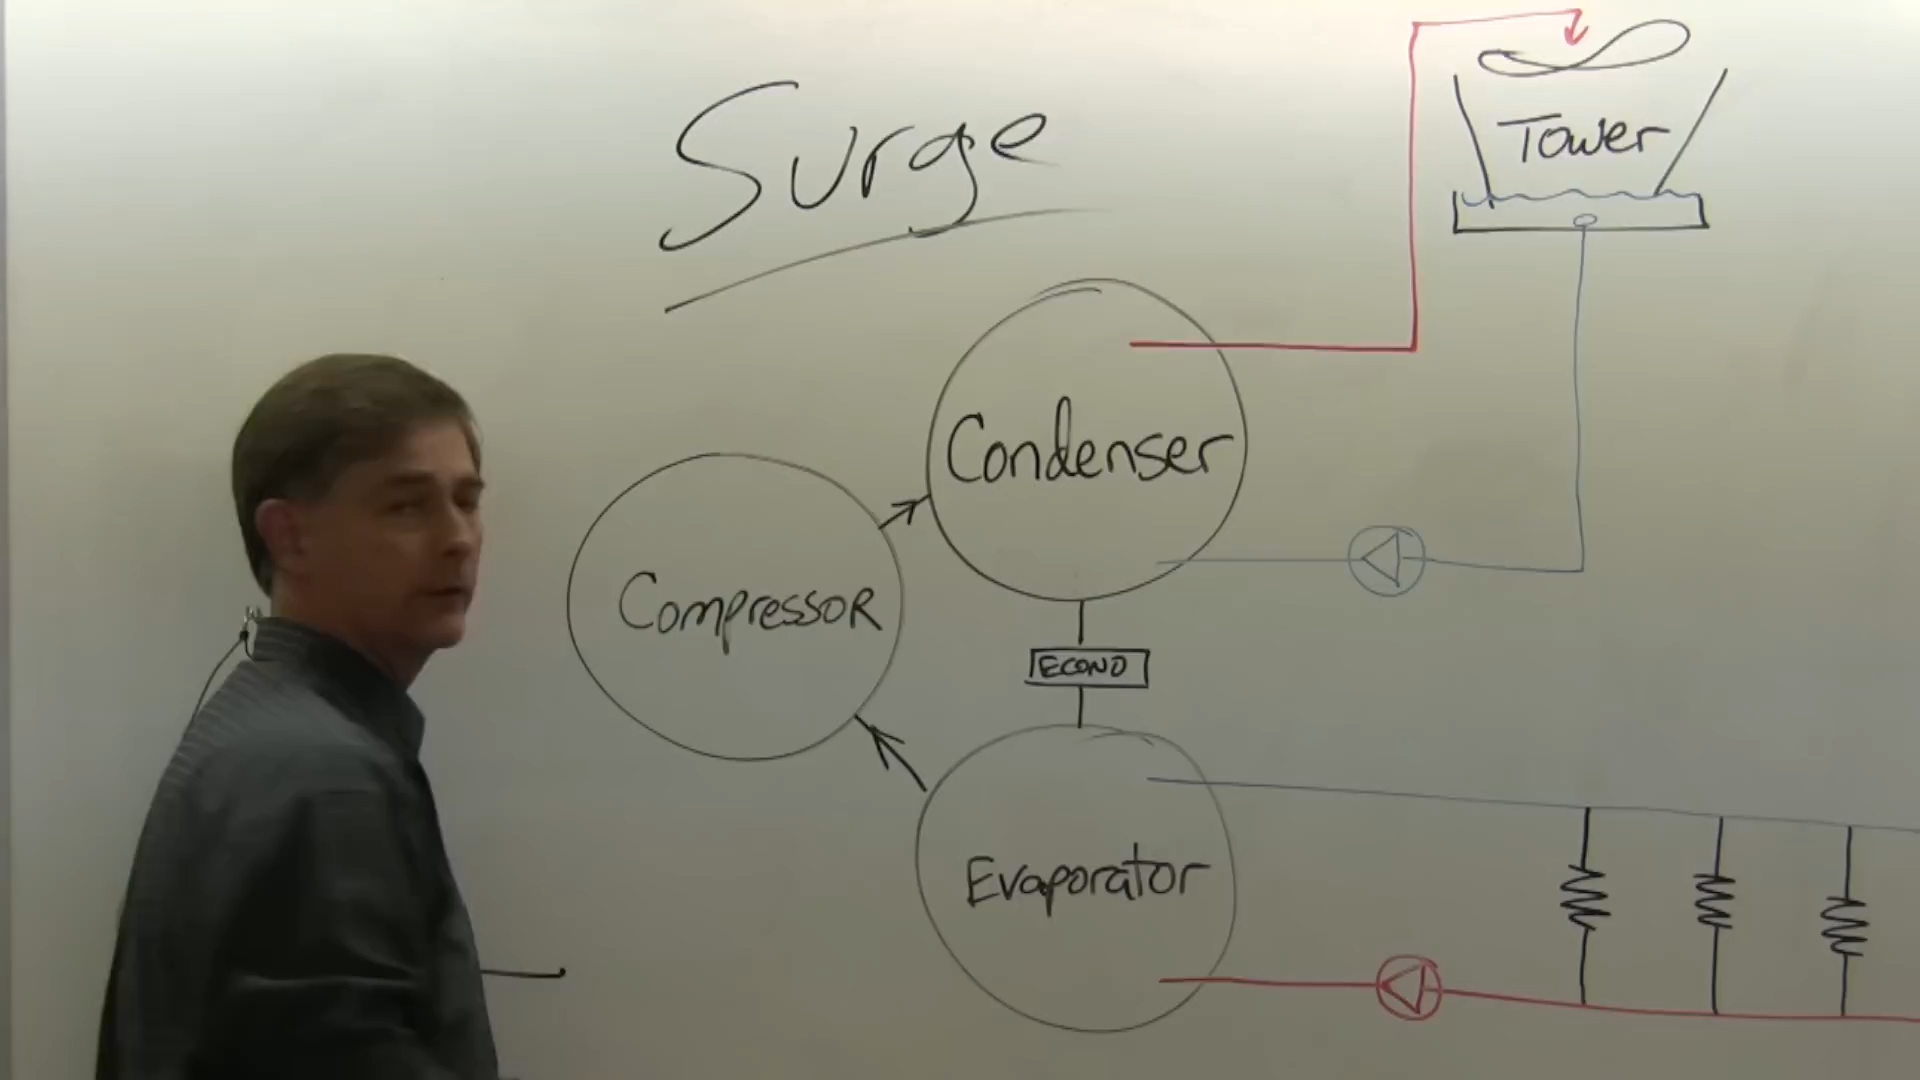 Surge
Tower
Condenser
Compressor
ECONO
Evaporator